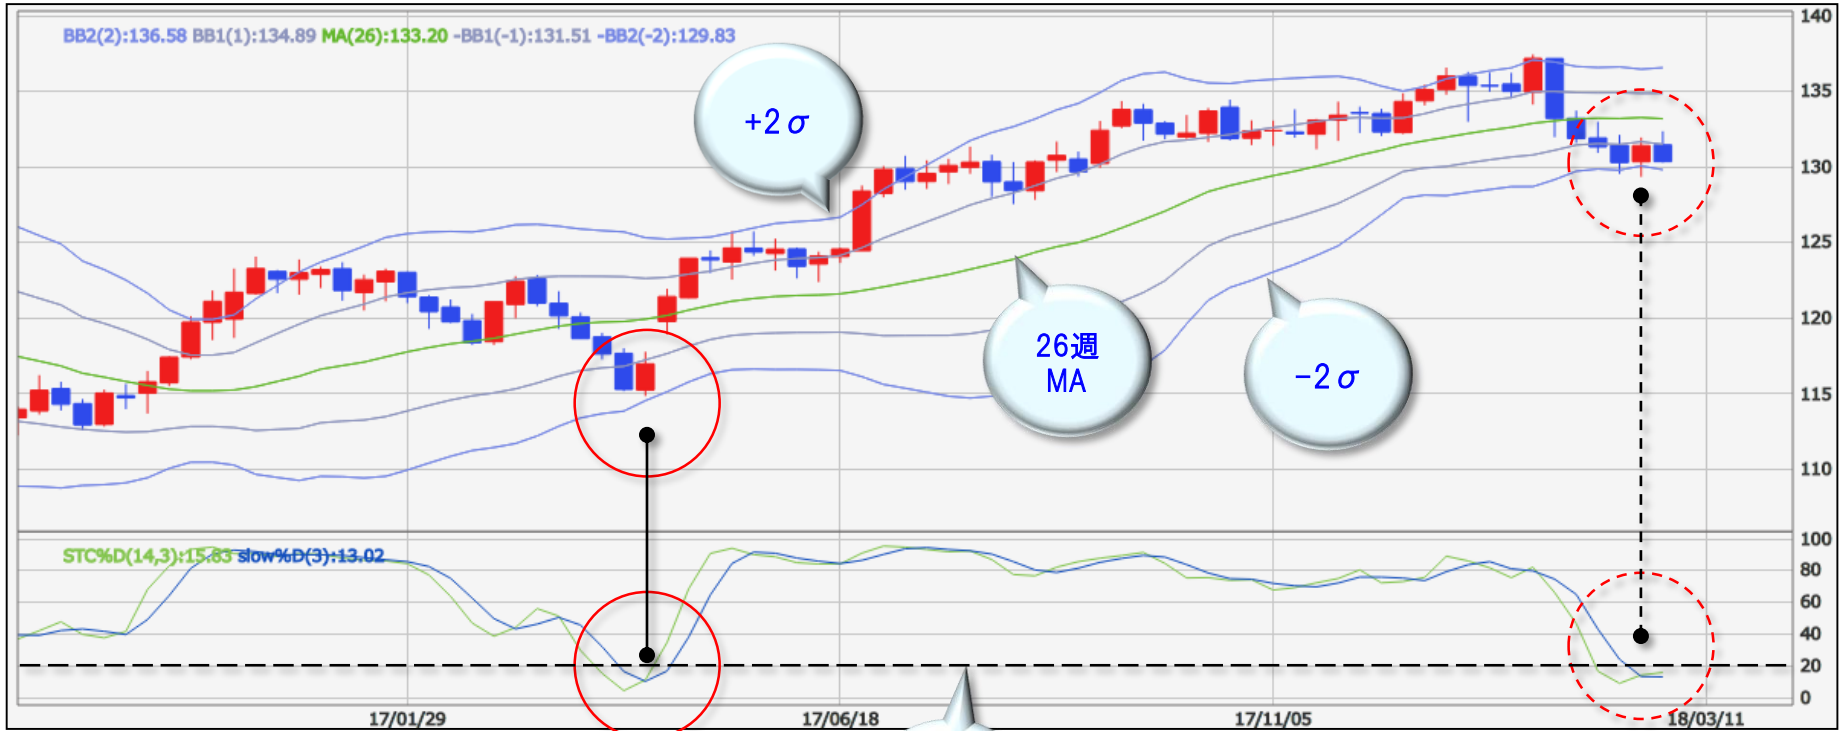 BB2(2):136.58 BB1(1):134.89 MA(26):133.20 -BB1(-1):131.51 -BB2(-2):129.83
140
135
130
125
120
115
110
+2σ
26週
MA
-2σ
STC%D(14,3):15.83 slow%D(3):13.02
100
80
60
40
20
0
17/01/29
17/06/18
17/11/05
18/03/11